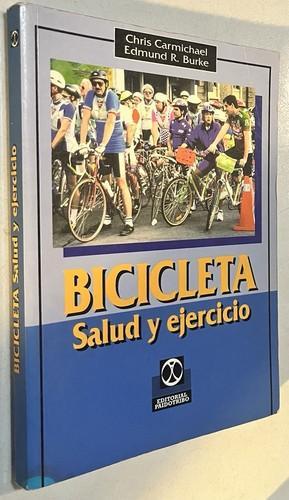 Chris Carmichael
Edmund R. Burke
BICICLETA
Salud y ejercicio
EDITORIAL
PAIDOTRIBO
BICICLETA Salud y ejercicio